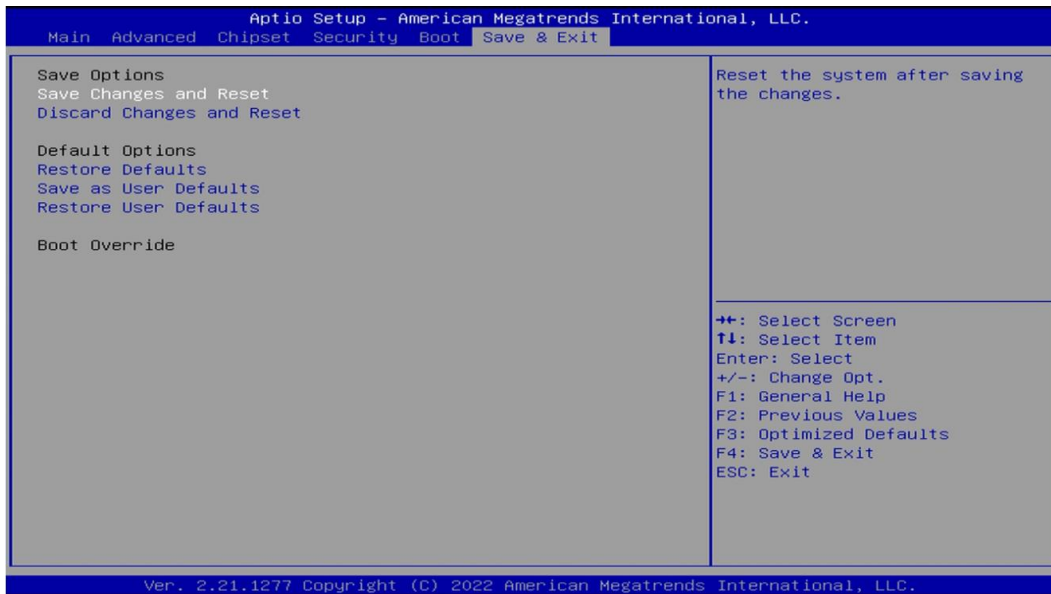 Aptio Setup – American Megatrends International, LLC.
Main Advanced Chipset Security Boot Save & Exit
Save Options
Save Changes and Reset
Discard Changes and Reset
Default Options
Restore Defaults
Save as User Defaults
Restore User Defaults
Boot Override
Reset the system after saving
the changes.
→←: Select Screen
↑↓: Select Item
Enter: Select
+/-: Change Opt.
F1: General Help
F2: Previous Values
F3: Optimized Defaults
F4: Save & Exit
ESC: Exit
Ver. 2.21.1277 Copyright (C) 2022 American Megatrends International, LLC.